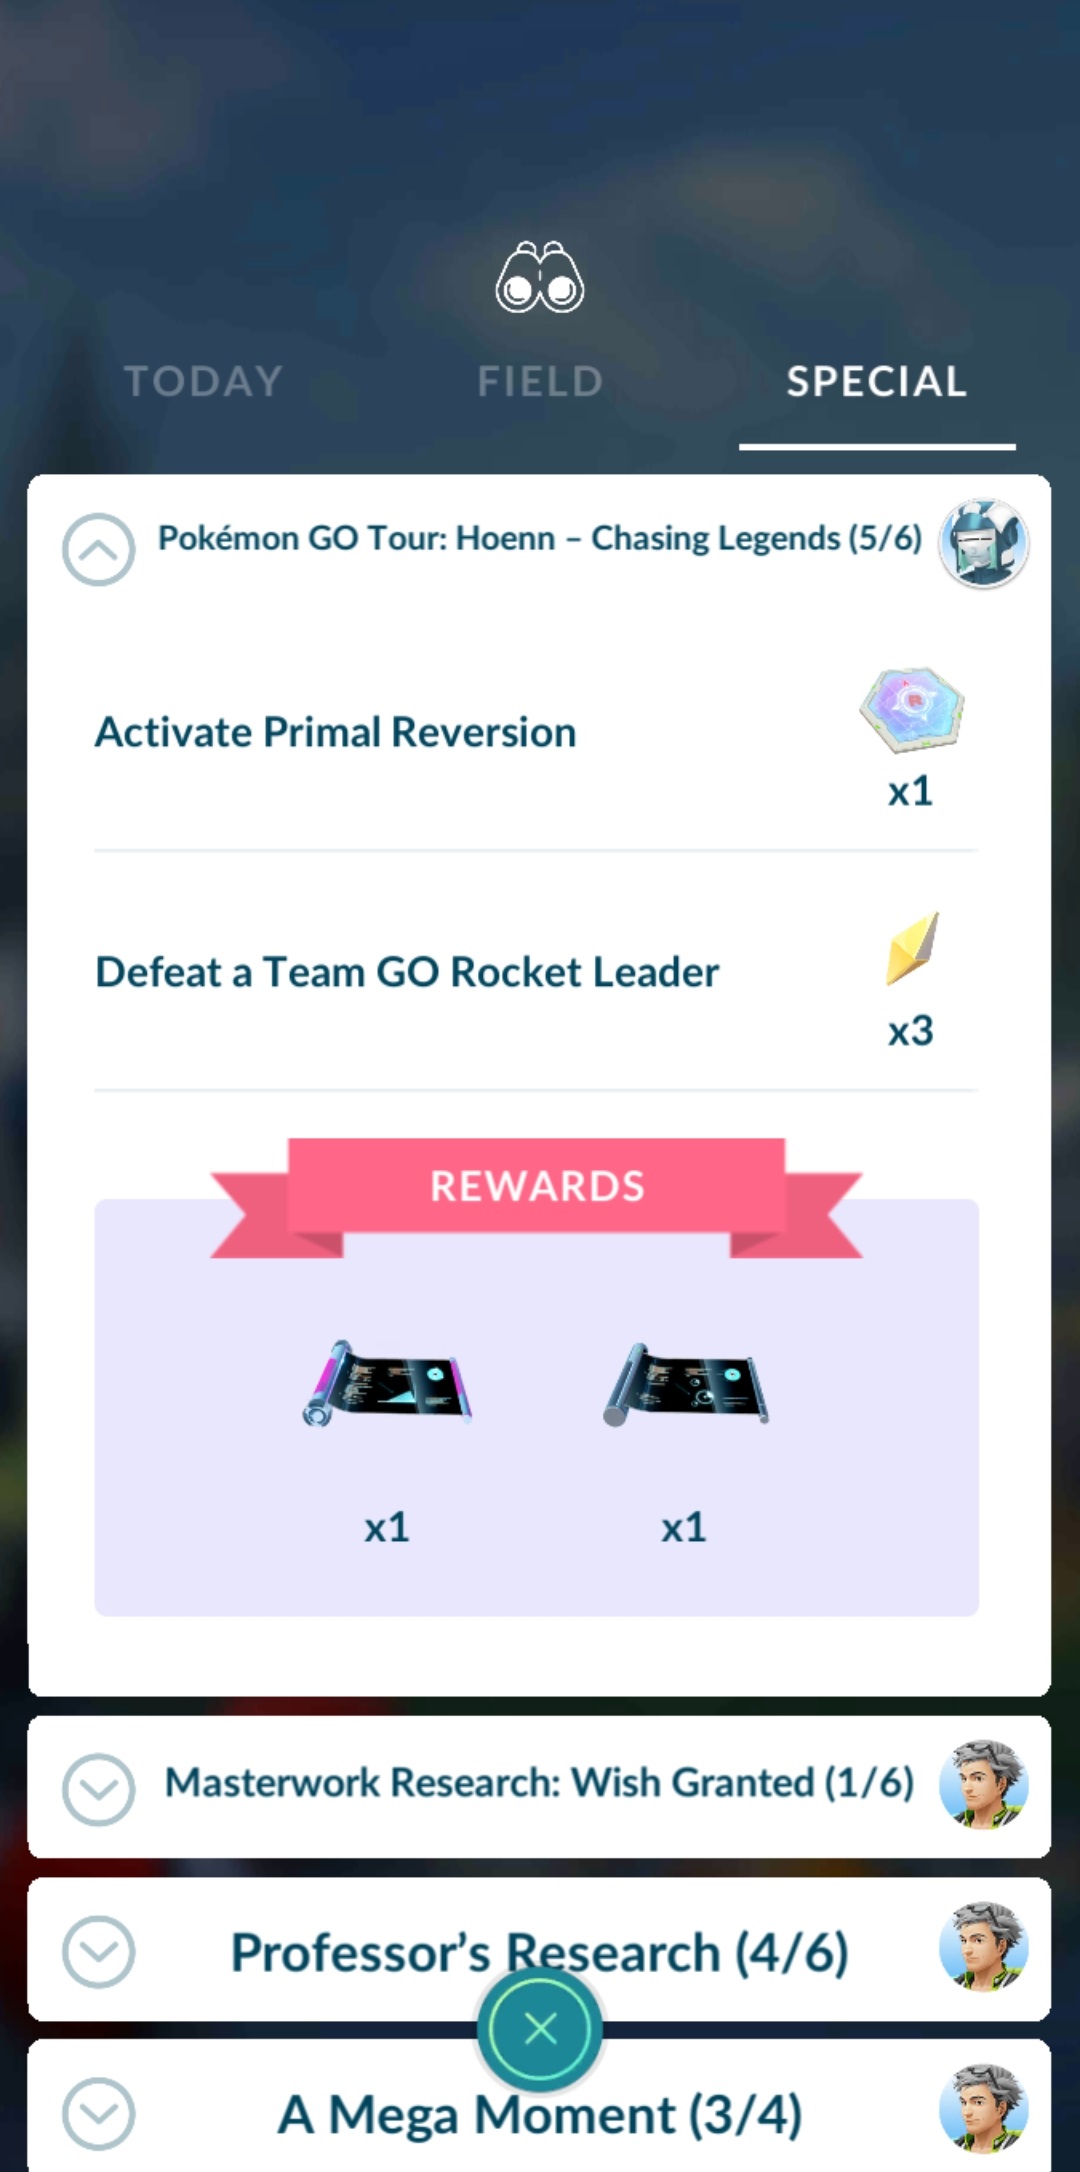 TODAY
FIELD
SPECIAL
Pokémon GO Tour: Hoenn – Chasing Legends (5/6)
Activate Primal Reversion
x1
Defeat a Team GO Rocket Leader
x3
REWARDS
x1
x1
Masterwork Research: Wish Granted (1/6)
Professor’s Research (4/6)
A Mega Moment (3/4)